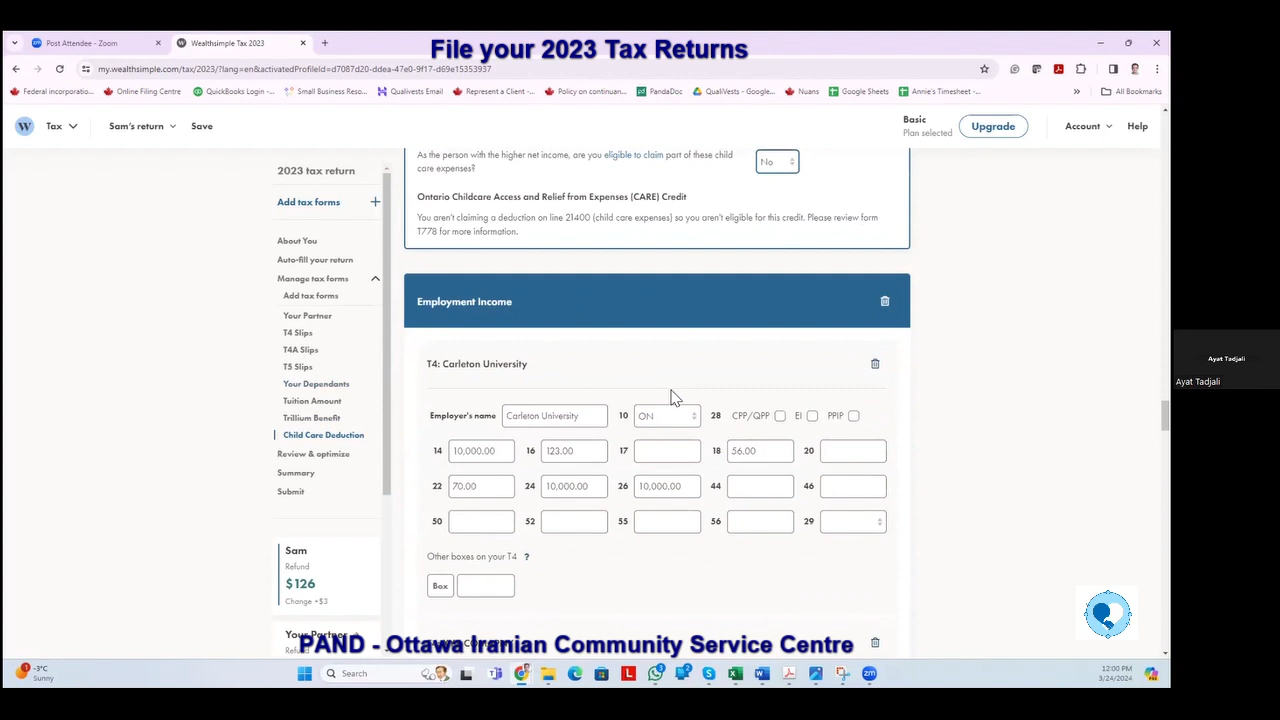 Post Attendee - Zoom
Wealthsimple Tax 2023
File your 2023 Tax Returns
my.wealthsimple.com/tax/2023/?lang=en&activatedProfileId=d7087d20-ddea-47e0-9f17-d69e15353937
Federal incorporatio... Online Filing Centre QuickBooks Login -... Small Business Reso... Qualivests Email Represent a Client -... Policy on continuan... PandaDoc QualiVests - Google... Nuans Google Sheets Annie's Timesheet -... » All Bookmarks
W Tax Sam's return Save Basic Plan selected Upgrade Account Help
2023 tax return
Add tax forms +
About You
Auto-fill your return
Manage tax forms
Add tax forms
Your Partner
T4 Slips
T4A Slips
T5 Slips
Your Dependants
Tuition Amount
Trillium Benefit
Child Care Deduction
Review & optimize
Summary
Submit
Sam
Refund
$126
Change +$3
Your Partner
Refund
As the person with the higher net income, are you eligible to claim part of these child
care expenses?
No
Ontario Childcare Access and Relief from Expenses (CARE) Credit
You aren't claiming a deduction on line 21400 (child care expenses) so you aren't eligible for this credit. Please review form
T778 for more information.
Employment Income
T4: Carleton University
Employer's name Carleton University 10 ON 28 CPP/QPP EI PPIP
14 10,000.00 16 123.00 17 18 56.00 20
22 70.00 24 10,000.00 26 10,000.00 44 46
50 52 55 56 29
Other boxes on your T4 ?
Box
PAND - Ottawa Iranian Community Service Centre
Ayat Tadjali
Ayat Tadjali
-3°C
Sunny
Search
12:00 PM
3/24/2024